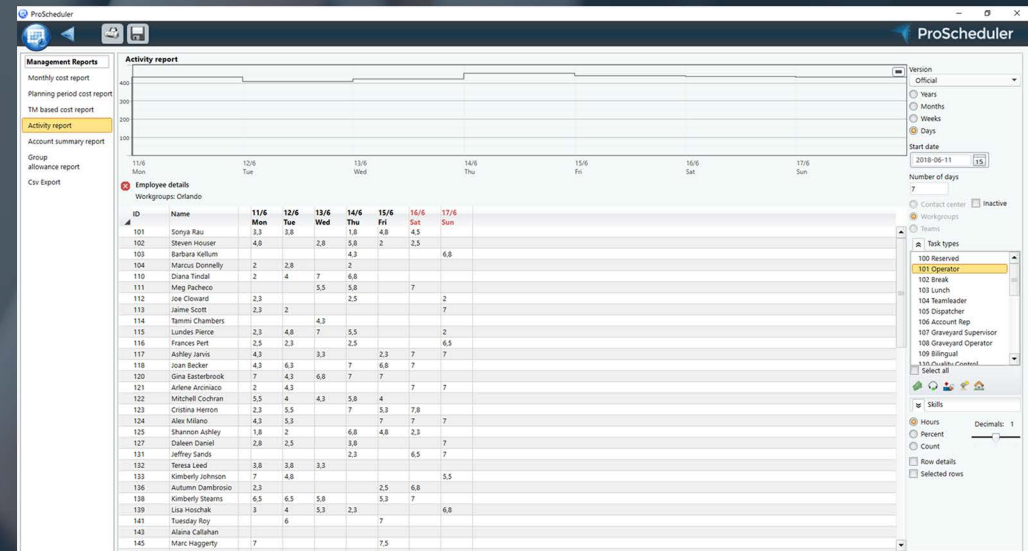 ProScheduler
ProScheduler
Management Reports
Monthly cost report
Planning period cost report
TM based cost report
Activity report
Account summary report
Group
allowance report
Csv Export
Activity report
400
300
200
100
11/6 12/6 13/6 14/6 15/6 16/6 17/6
Mon Tue Wed Thu Fri Sat Sun
Employee details
Workgroups: Orlando
ID Name 11/6 12/6 13/6 14/6 15/6 16/6 17/6
Mon Tue Wed Thu Fri Sat Sun
101 Sonya Rau 3,3 3,8 1,8 4,8 4,5
102 Steven Houser 4,8 2,8 5,8 2 2,5
103 Barbara Kellum 4,3 6,8
104 Marcus Donnelly 2 2,8 2
110 Diana Tindal 2 4 7 6,8
111 Meg Pacheco 5,5 5,8 7
112 Joe Cloward 2,3 2,5 2
113 Jaime Scott 2,3 2 7
114 Tammi Chambers 4,3
115 Lundes Pierce 2,3 4,8 7 5,5 2
116 Frances Pert 2,5 2,3 2,5 6,5
117 Ashley Jarvis 4,3 3,3 2,3 7 7
118 Joan Becker 4,3 6,3 7 6,8 7
120 Gina Easterbrook 7 4,3 6,8 7 7
121 Arlene Arciniaco 2 4,3 7 7
122 Mitchell Cochran 5,5 4 4,3 5,8 4
123 Cristina Herron 2,3 5,5 7 5,3 7,8
124 Alex Milano 4,3 5,3 7 7 7
125 Shannon Ashley 1,8 2 6,8 4,8 2,3
127 Daleen Daniel 2,8 2,5 3,8 7
131 Jeffrey Sands 2,3 6,5 7
132 Teresa Leed 3,8 3,8 3,3
133 Kimberly Johnson 7 4,8 5,5
136 Autumn Dambrosio 2,3 2,5 6,8
138 Kimberly Stearns 6,5 6,5 5,8 5,3 7
139 Lisa Hoschak 3 4 5,3 2,3 6,8
141 Tuesday Roy 6 7
143 Alaina Callahan
145 Marc Haggerty 7 7,5
Version
Official
Years
Months
Weeks
Days
Start date
2018-06-11 15
Number of days
7
Contact center Inactive
Workgroups
Teams
Task types
100 Reserved
101 Operator
102 Break
103 Lunch
104 Teamleader
105 Dispatcher
106 Account Rep
107 Graveyard Supervisor
108 Graveyard Operator
109 Bilingual
110 Quality Control
Select all
Skills
Hours Decimals: 1
Percent
Count
Row details
Selected rows